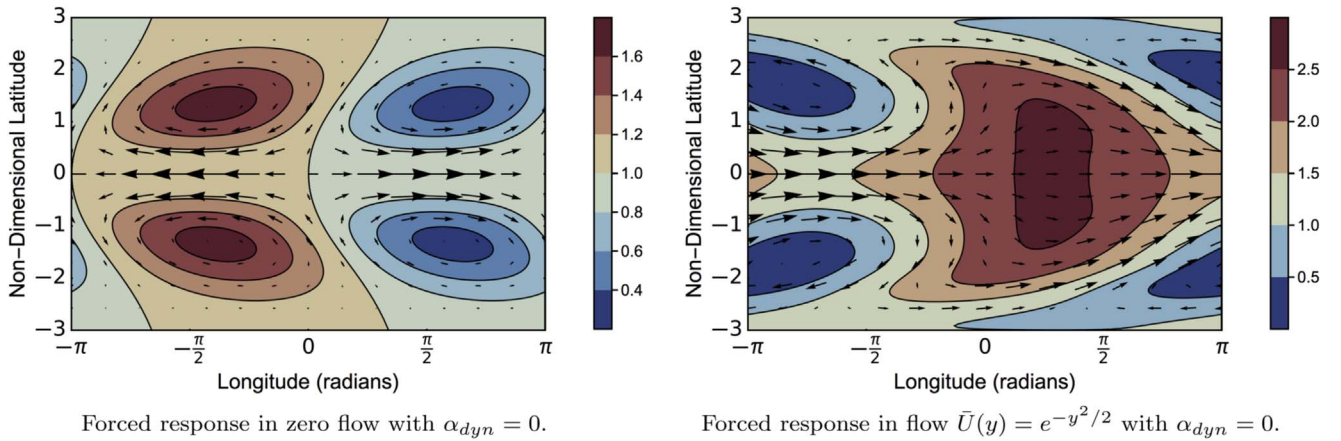 3
2
1
0
−1
−2
−3
Non−Dimensional Latitude
−π
−π/2
0
π/2
π
Longitude (radians)
1.6
1.4
1.2
1.0
0.8
0.6
0.4
Forced response in zero flow with α_dyn = 0.
3
2
1
0
−1
−2
−3
Non−Dimensional Latitude
−π
−π/2
0
π/2
π
Longitude (radians)
2.5
2.0
1.5
1.0
0.5
Forced response in flow Ū(y) = e^{−y²/2} with α_dyn = 0.